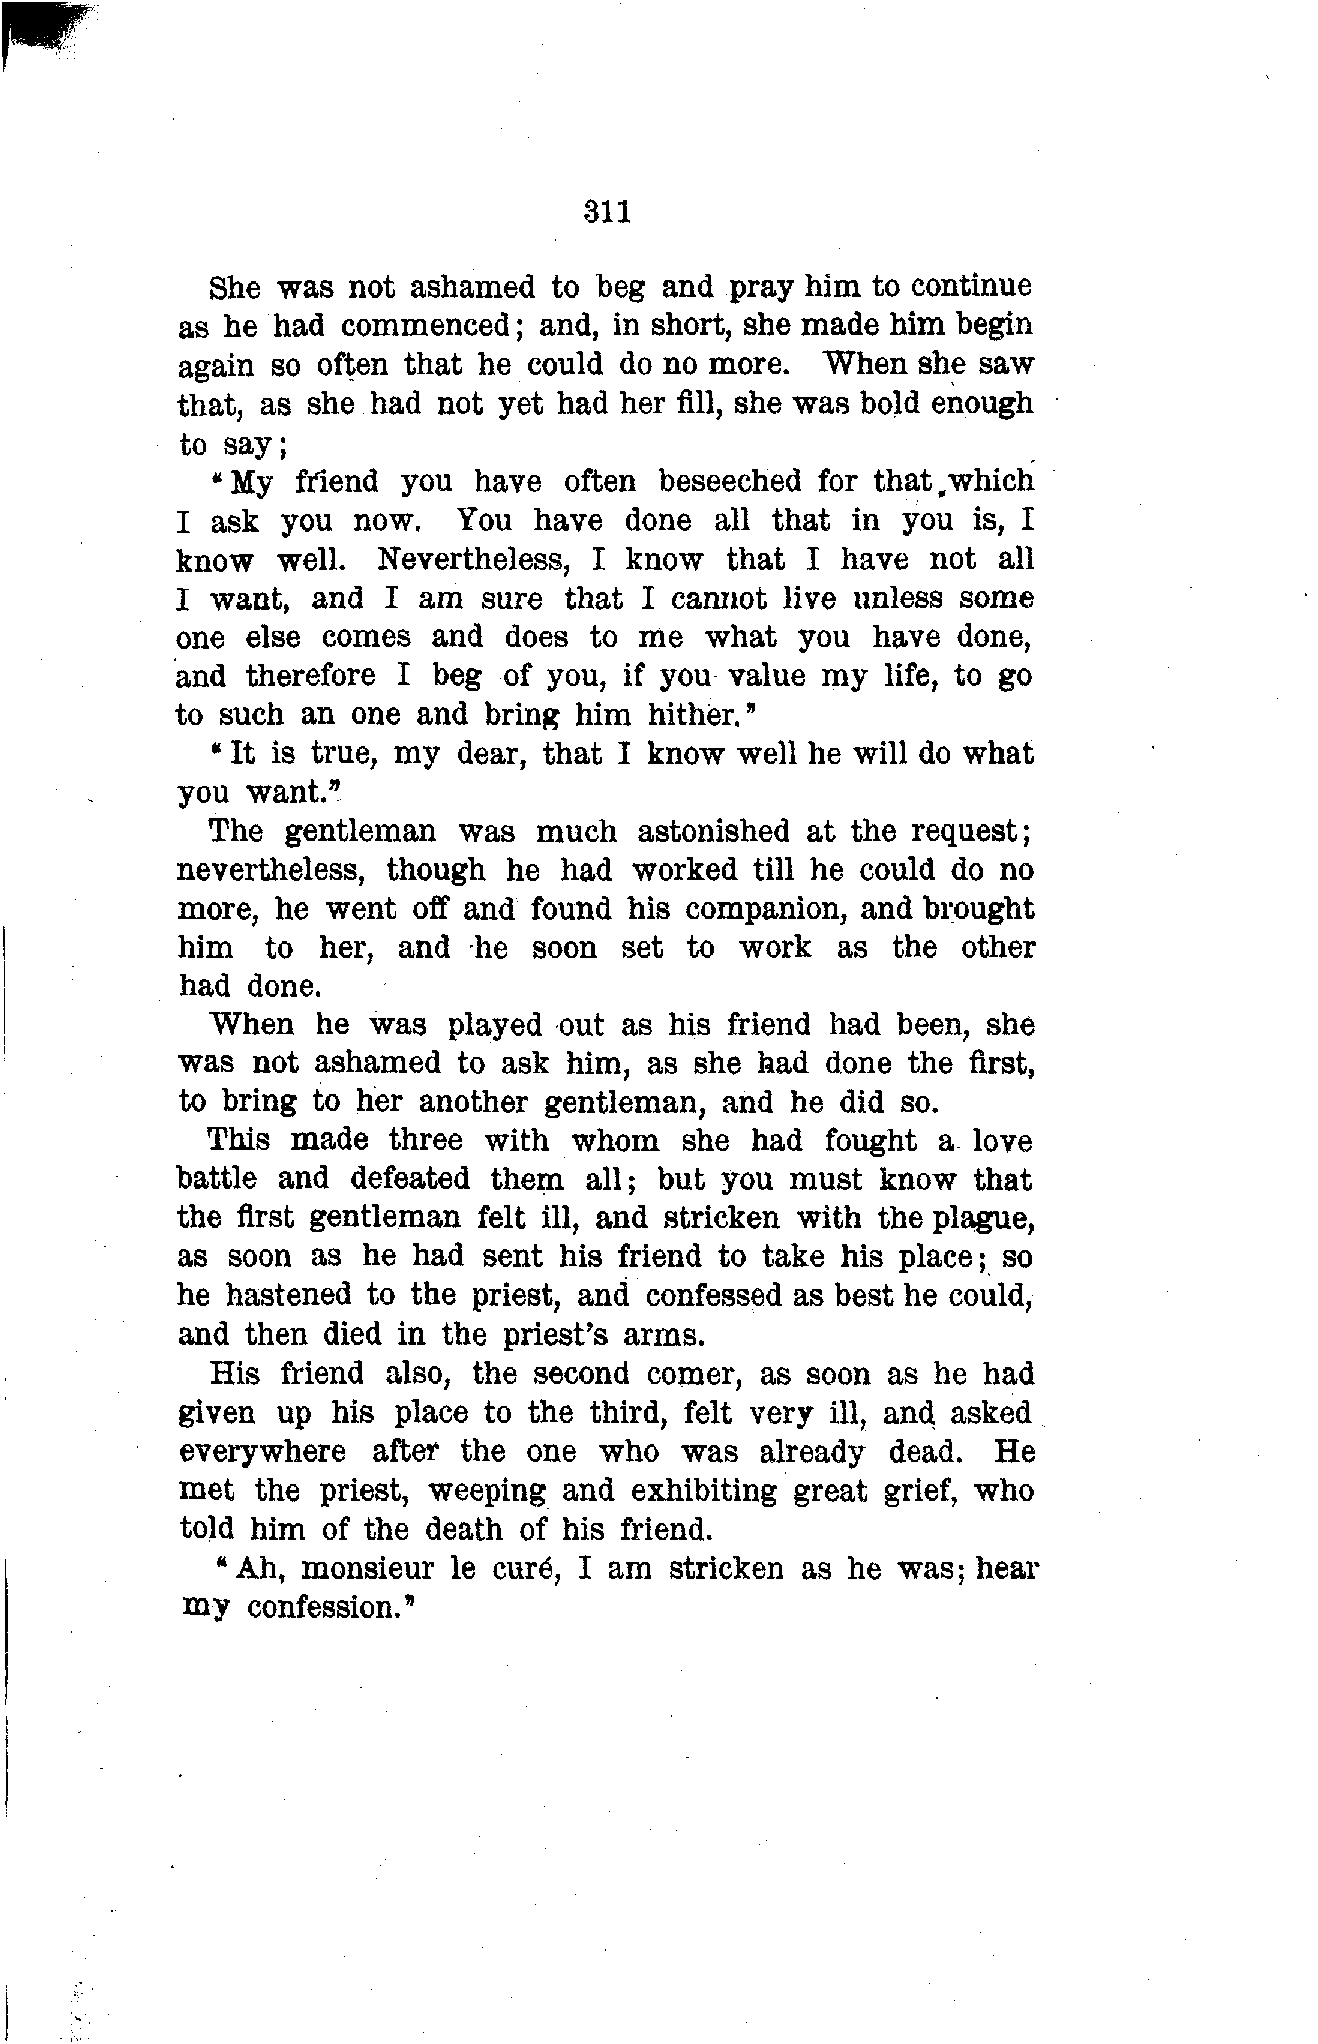 311
She was not ashamed to beg and pray him to continue
as he had commenced; and, in short, she made him begin
again so often that he could do no more. When she saw
that, as she had not yet had her fill, she was bold enough
to say;
"My friend you have often beseeched for that which
I ask you now. You have done all that in you is, I
know well. Nevertheless, I know that I have not all
I want, and I am sure that I cannot live unless some
one else comes and does to me what you have done,
and therefore I beg of you, if you value my life, to go
to such an one and bring him hither."
"It is true, my dear, that I know well he will do what
you want."
The gentleman was much astonished at the request;
nevertheless, though he had worked till he could do no
more, he went off and found his companion, and brought
him to her, and he soon set to work as the other
had done.
When he was played out as his friend had been, she
was not ashamed to ask him, as she had done the first,
to bring to her another gentleman, and he did so.
This made three with whom she had fought a love
battle and defeated them all; but you must know that
the first gentleman felt ill, and stricken with the plague,
as soon as he had sent his friend to take his place; so
he hastened to the priest, and confessed as best he could,
and then died in the priest's arms.
His friend also, the second comer, as soon as he had
given up his place to the third, felt very ill, and asked
everywhere after the one who was already dead. He
met the priest, weeping and exhibiting great grief, who
told him of the death of his friend.
"Ah, monsieur le curé, I am stricken as he was; hear
my confession."